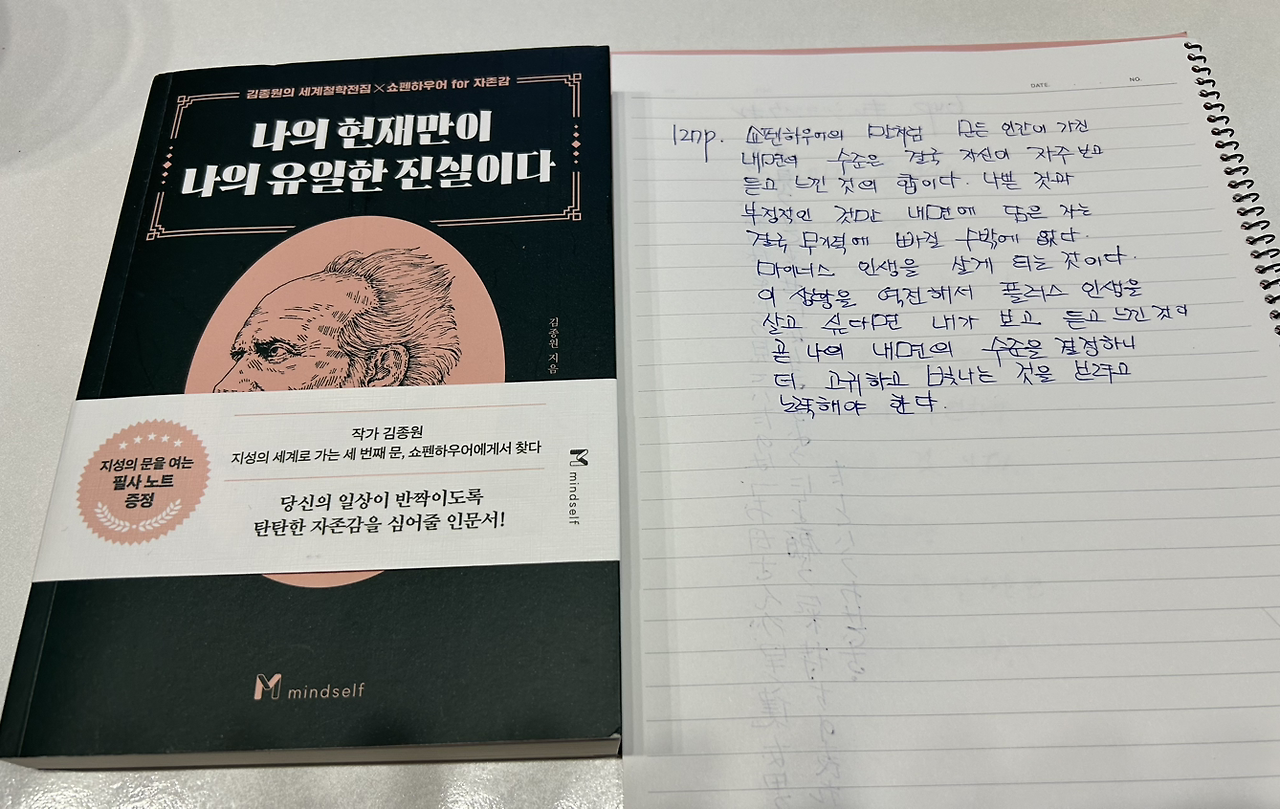 김종원의 세계철학전집×쇼펜하우어 for 자존감
나의 현재만이
나의 유일한 진실이다
김종원 지음
작가 김종원
지성의 세계로 가는 세 번째 문, 쇼펜하우어에게서 찾다
지성의 문을 여는
필사 노트
증정
당신의 일상이 반짝이도록
탄탄한 자존감을 심어줄 인문서!
mindself
mindself
DATE.
NO.
127p. 쇼펜하우어의 말처럼 모든 인간이 가진
내면의 수준은 결국 자신이 자주 보고
듣고 느낀 것의 합이다. 나쁜 것과
부정적인 것만 내면에 담은 자는
결국 무기력에 빠질 수밖에 없다.
마이너스 인생을 살게 되는 것이다.
이 상황을 역전해서 플러스 인생을
살고 싶다면 내가 보고 듣고 느낀 것이
곧 나의 내면의 수준을 결정하니
더, 고귀하고 빛나는 것을 보려고
노력해야 한다.